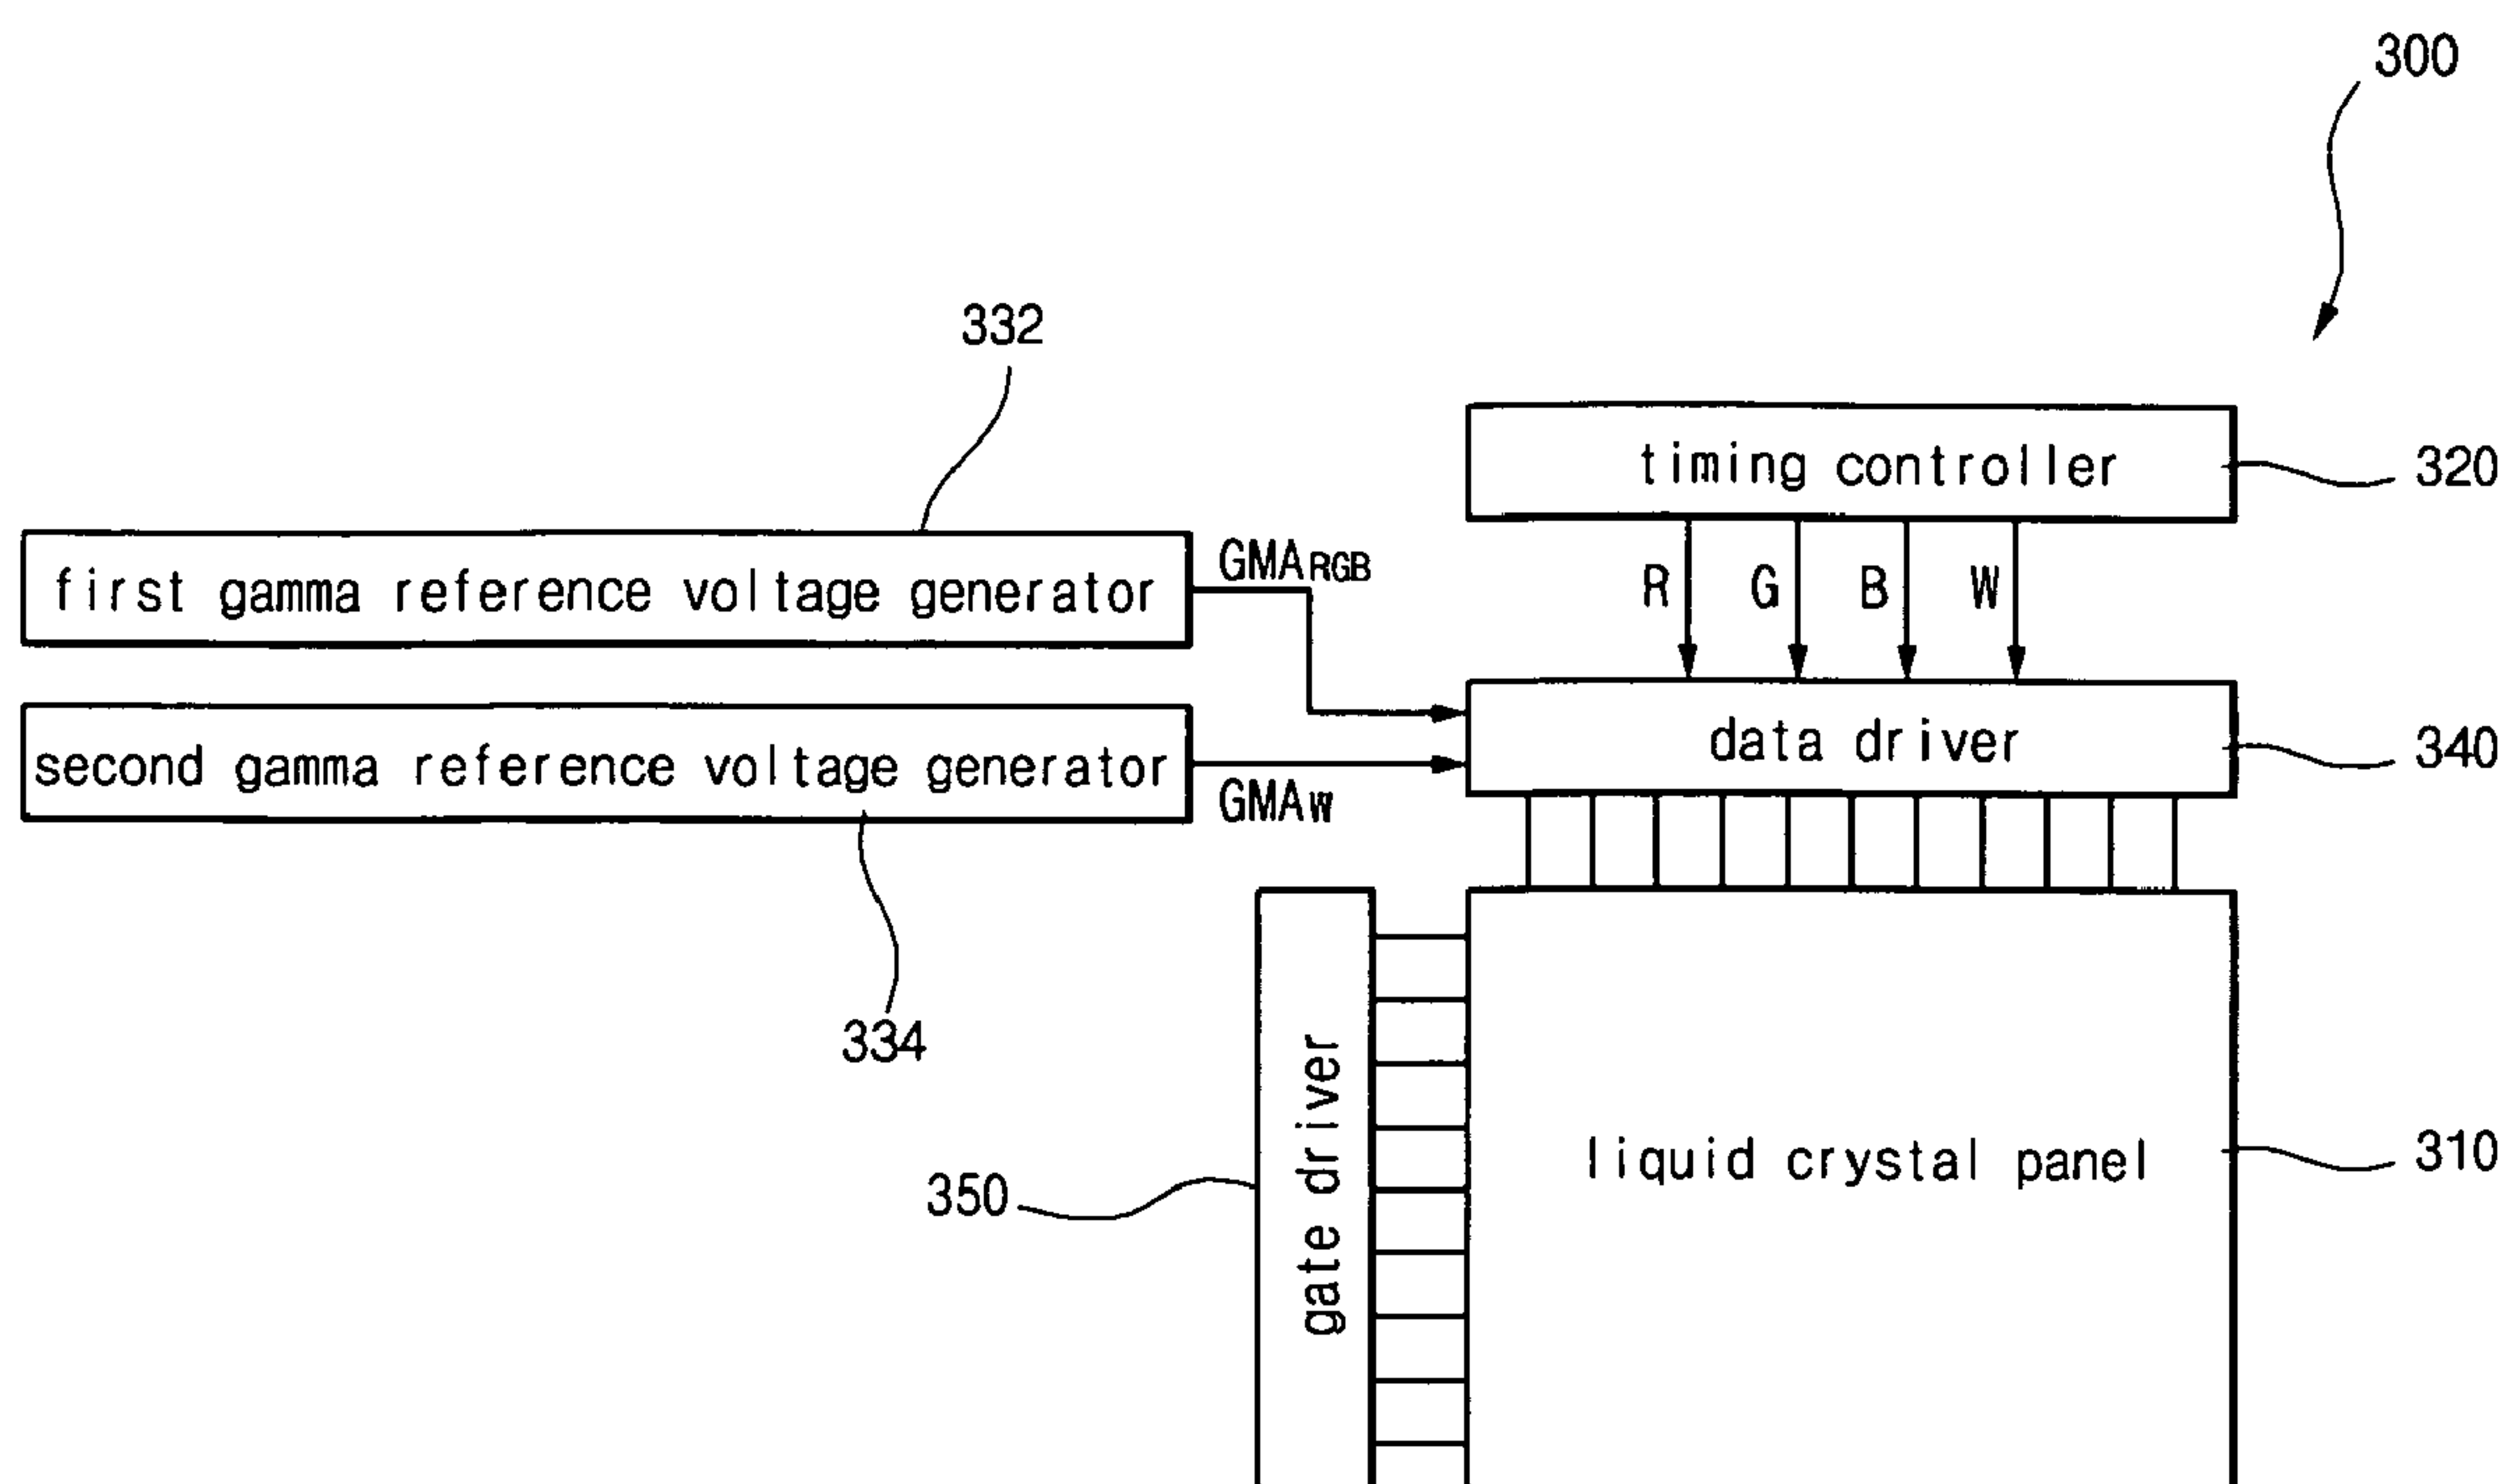 300
332
timing controller
320
first gamma reference voltage generator
GMARGB
R G B W
second gamma reference voltage generator
GMAW
data driver
340
334
gate driver
350
liquid crystal panel
310